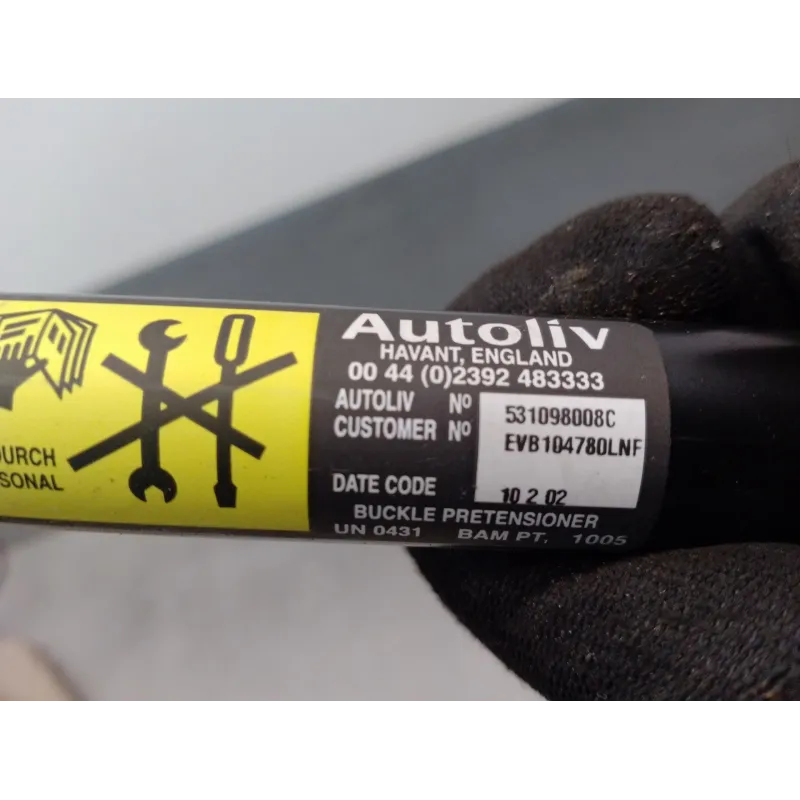 DURCH
SONAL
Autoliv
HAVANT, ENGLAND
00 44 (0)2392 483333
AUTOLIV Nº 531098008C
CUSTOMER Nº EVB104780LNF
DATE CODE 10 2 02
BUCKLE PRETENSIONER
UN 0431 BAM PT. 1005